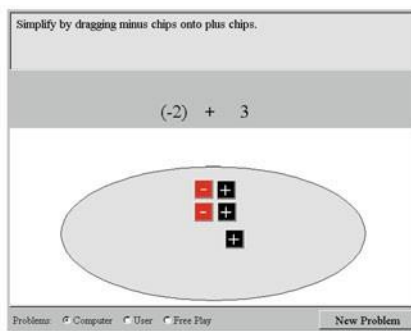 Simplify by dragging minus chips onto plus chips.
(-2) + 3
- +
- +
+
Problems: Computer User Free Play New Problem